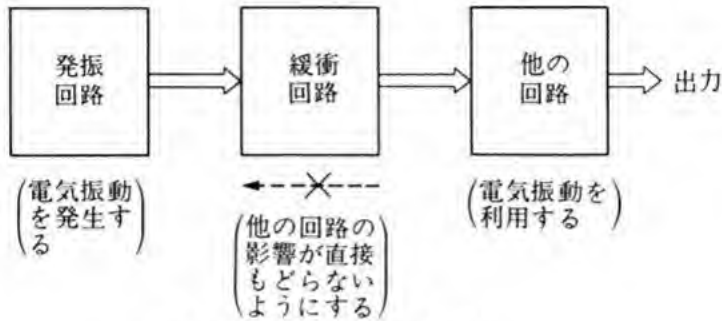 発振
回路
緩衝
回路
他の
回路
出力
(電気振動
を発生す
る)
(他の回路の
影響が直接
もどらない
ようにする)
(電気振動を
利用する)